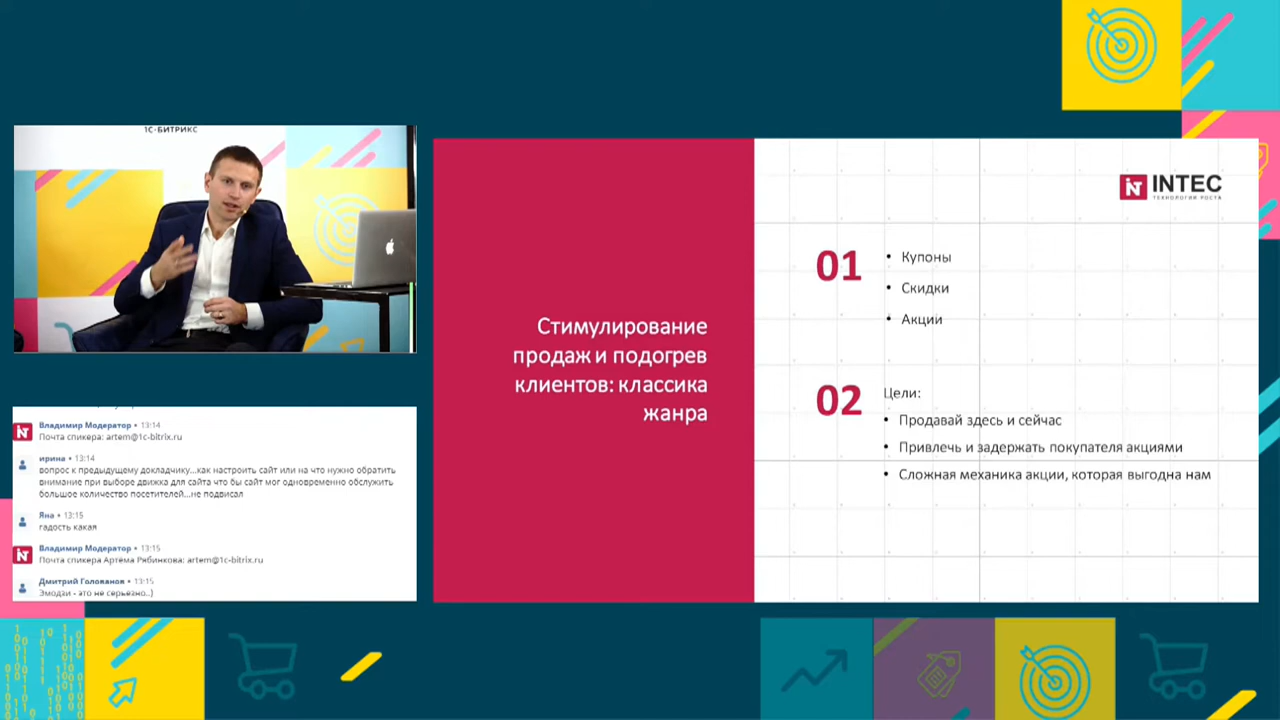 1С-БИТРИКС
Владимир Модератор • 13:14
Почта спикера: artem@1c-bitrix.ru
ирина • 13:14
вопрос к предыдущему докладчику...как настроить сайт или на что нужно обратить
внимание при выборе движка для сайта что бы сайт мог одновременно обслужить
большое количество посетителей...не подвисал
Яна • 13:15
гадость какая
Владимир Модератор • 13:15
Почта спикера Артёма Рябинкова: artem@1c-bitrix.ru
Дмитрий Голованов • 13:15
Эмодзи - это не серьезно..)
Стимулирование
продаж и подогрев
клиентов: классика
жанра
INTEC
ТЕХНОЛОГИЯ РОСТА
01
• Купоны
• Скидки
• Акции
02
Цели:
• Продавай здесь и сейчас
• Привлечь и задержать покупателя акциями
• Сложная механика акции, которая выгодна нам